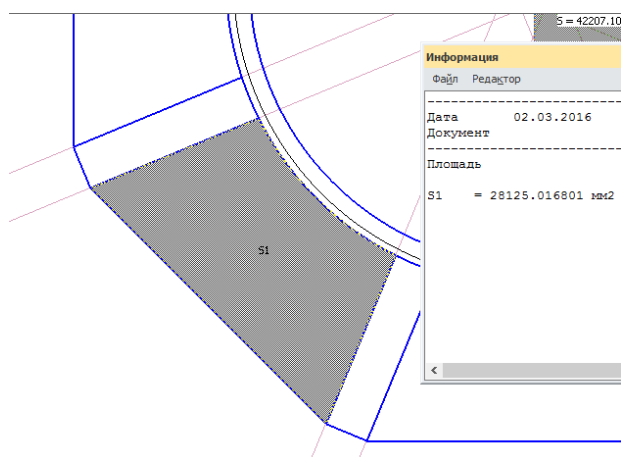 S = 42207.10
Информация
Файл Редактор
Дата 02.03.2016
Документ
Площадь
S1 = 28125.016801 мм2
S1